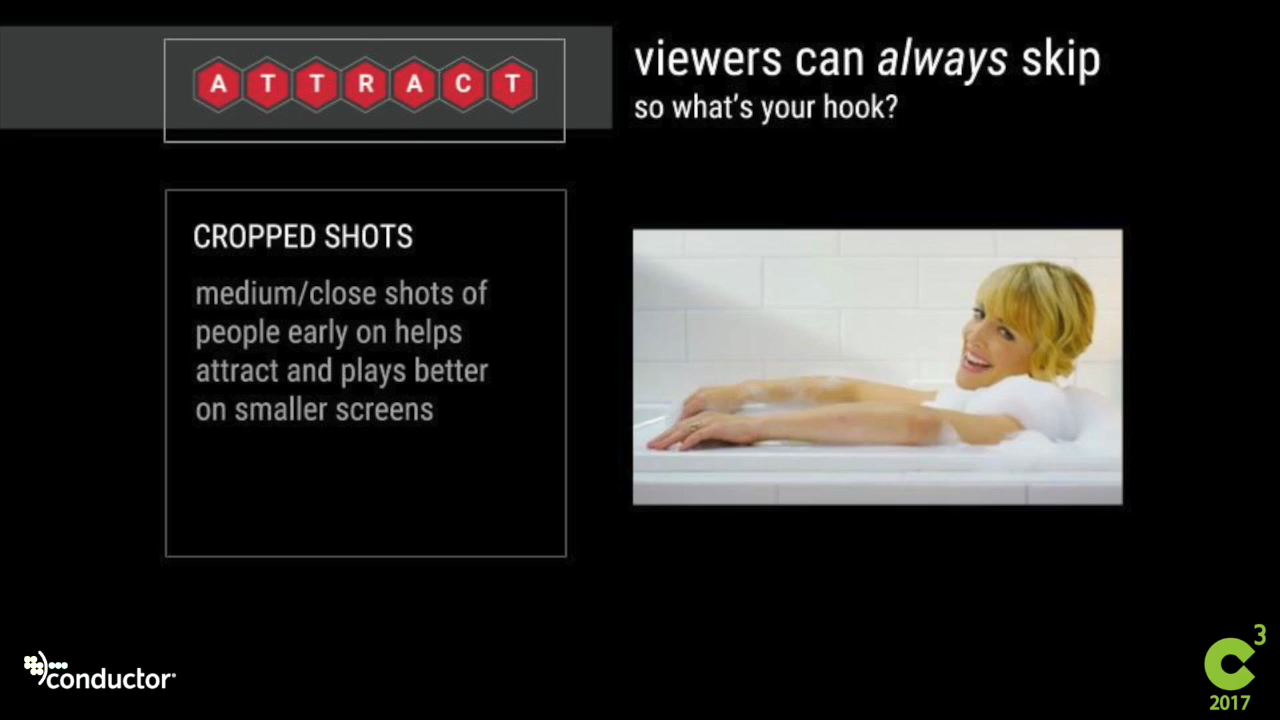 ATTRACT
viewers can always skip
so what's your hook?
CROPPED SHOTS
medium/close shots of
people early on helps
attract and plays better
on smaller screens
conductor
C3
2017